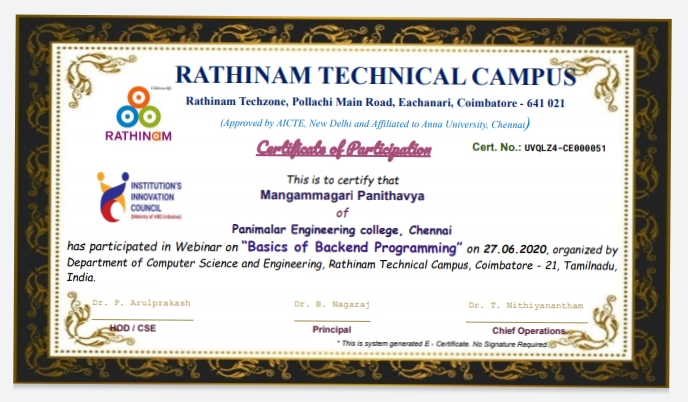 RATHINAM TECHNICAL CAMPUS
Rathinam Techzone, Pollachi Main Road, Eachanari, Coimbatore - 641 021
(Approved by AICTE, New Delhi and Affiliated to Anna University, Chennai)
RATHINAM
Certificate of Participation
Cert. No.: UVQLZ4-CE000051
INSTITUTION'S
INNOVATION
COUNCIL
(Ministry of HRD Initiative)
This is to certify that
Mangammagari Panithavya
of
Panimalar Engineering college, Chennai
has participated in Webinar on "Basics of Backend Programming" on 27.06.2020, organized by
Department of Computer Science and Engineering, Rathinam Technical Campus, Coimbatore - 21, Tamilnadu,
India.
Dr. P. Arulprakash Dr. B. Nagaraj Dr. T. Nithiyanantham
HOD / CSE Principal Chief Operations
* This is system generated E - Certificate. No Signature Required.